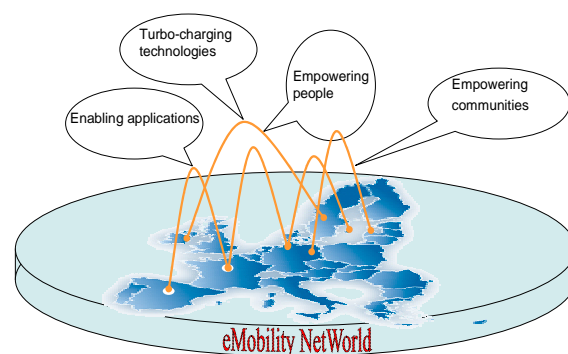 Turbo-charging
technologies
Empowering
people
Empowering
communities
Enabling applications
eMobility NetWorld